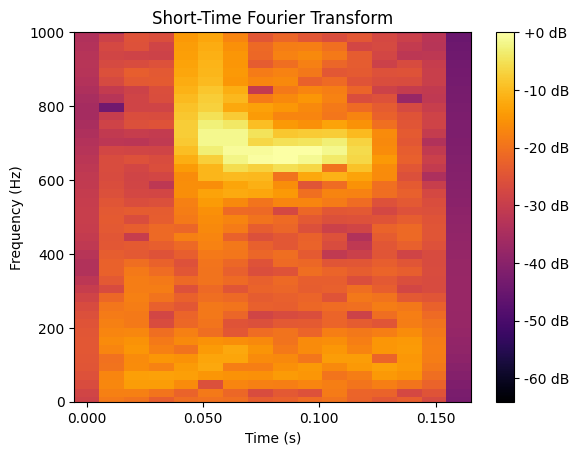 Short-Time Fourier Transform
1000
800
600
400
200
0
Frequency (Hz)
0.000
0.050
0.100
0.150
Time (s)
+0 dB
-10 dB
-20 dB
-30 dB
-40 dB
-50 dB
-60 dB